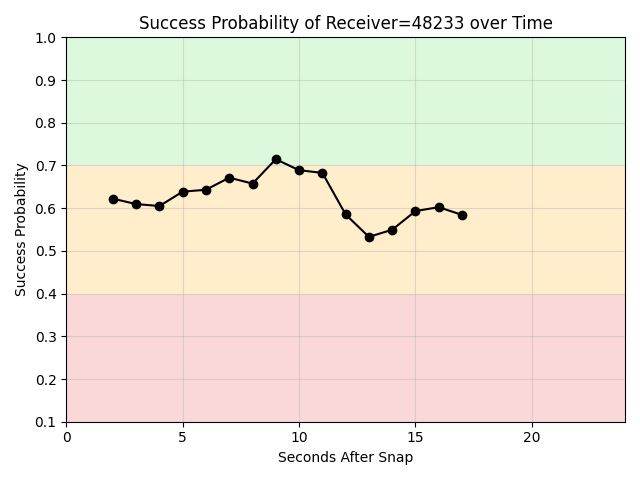 Success Probability of Receiver=48233 over Time
1.0
0.9
0.8
0.7
0.6
0.5
0.4
0.3
0.2
0.1
Success Probability
0 5 10 15 20
Seconds After Snap